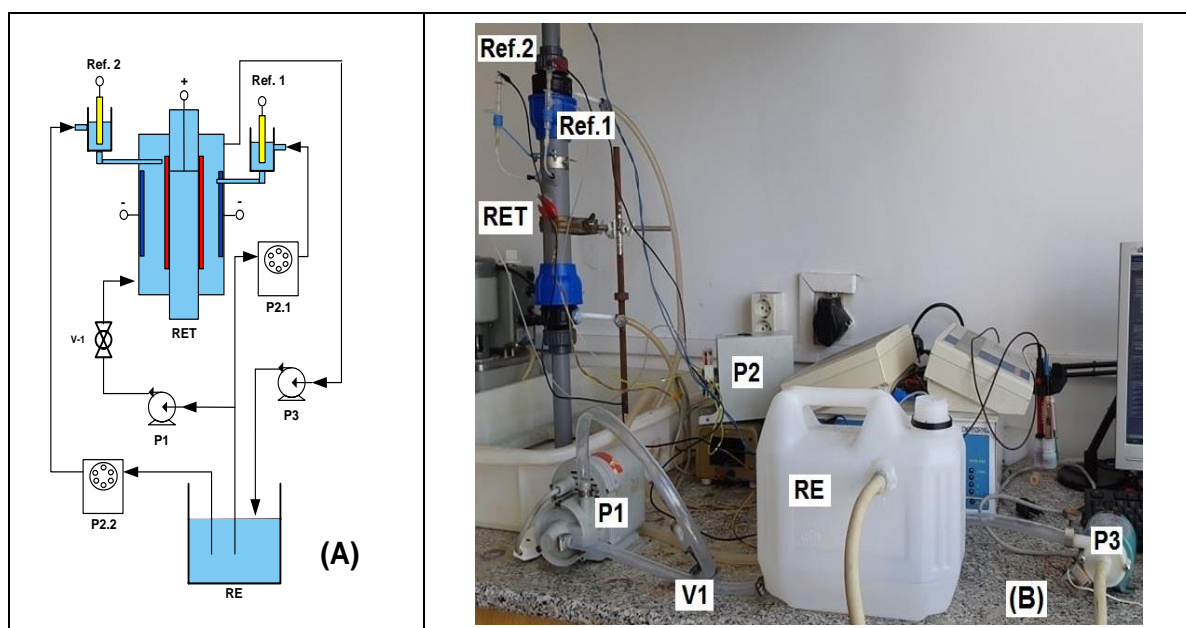 Ref. 2
+
Ref. 1
-
-
P2.1
RET
V-1
P3
P1
P2.2
(A)
RE
Ref.2
Ref.1
RET
P2
RE
P1
P3
V1
(B)